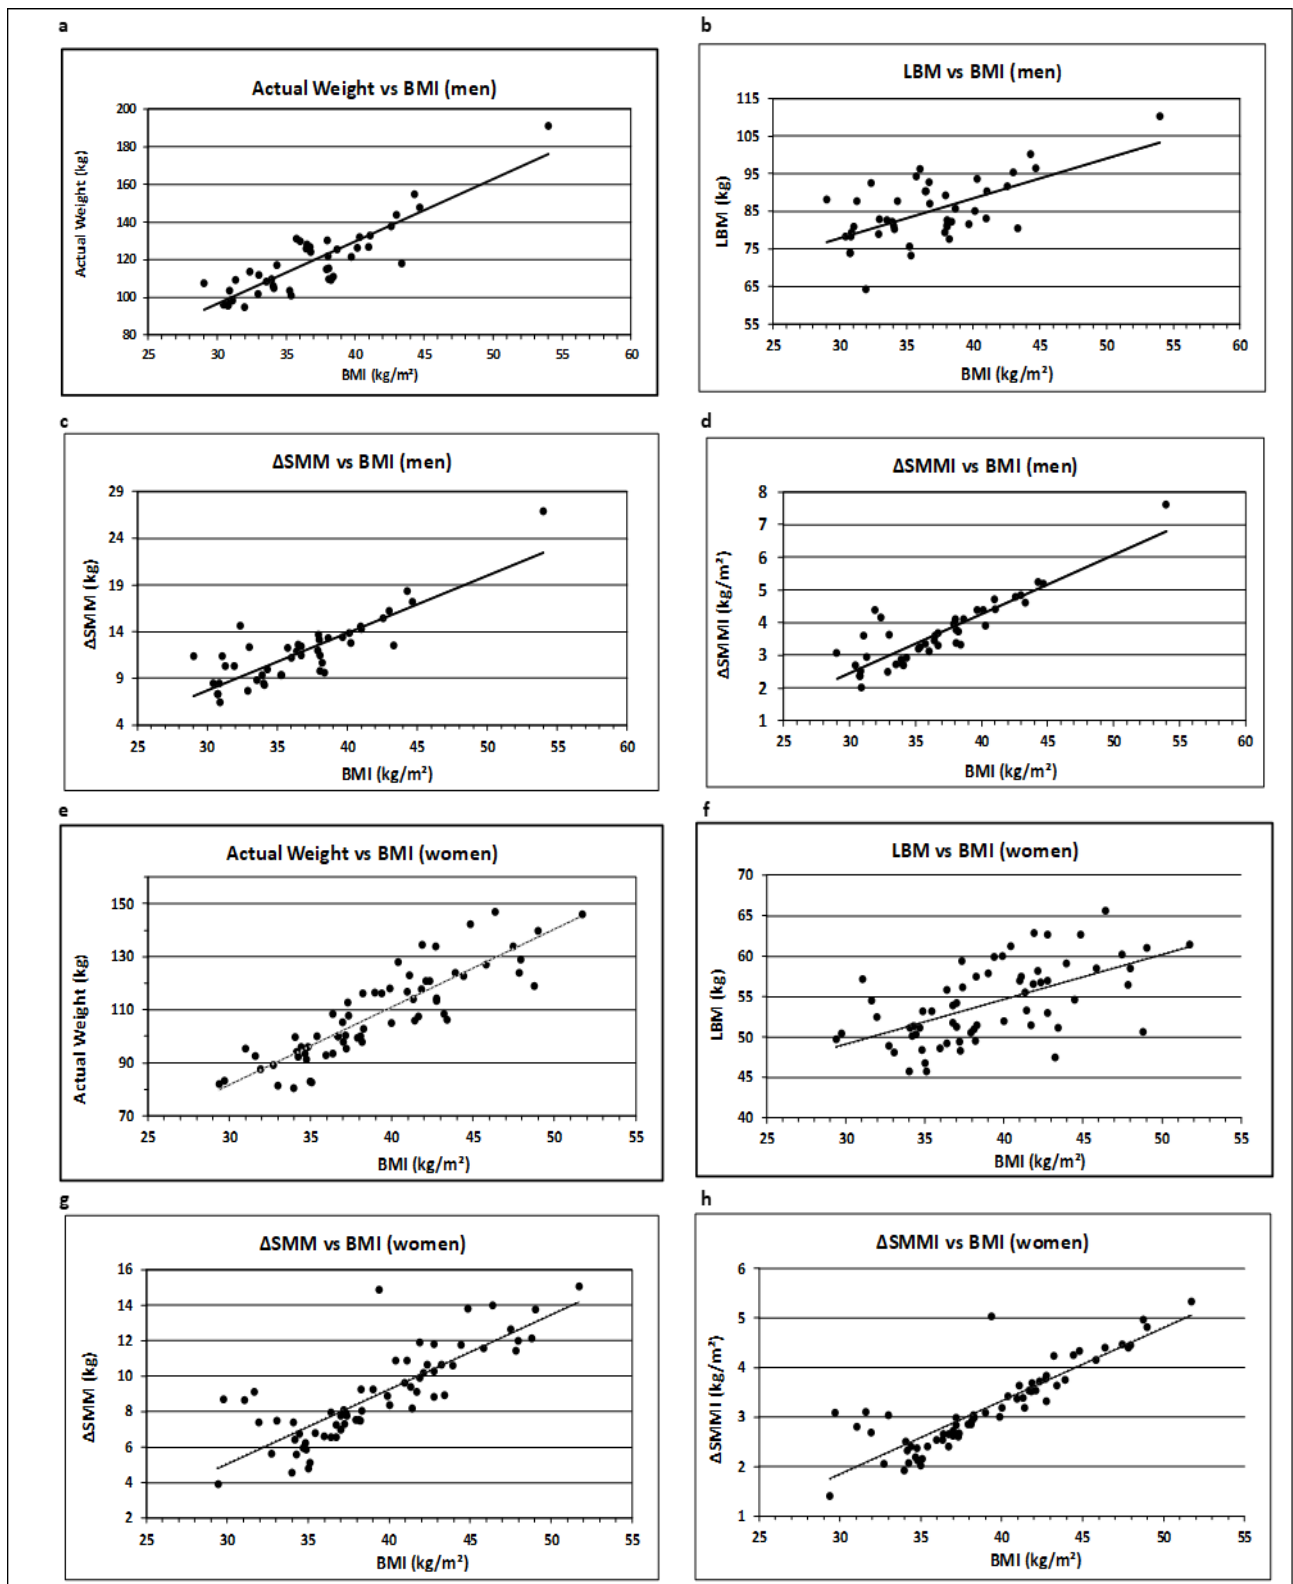 a
Actual Weight vs BMI (men)
Actual Weight (kg)
200
180
160
140
120
100
80
25 30 35 40 45 50 55 60
BMI (kg/m²)
b
LBM vs BMI (men)
LBM (kg)
115
105
95
85
75
65
55
25 30 35 40 45 50 55 60
BMI (kg/m²)
c
ΔSMM vs BMI (men)
ΔSMM (kg)
29
24
19
14
9
4
25 30 35 40 45 50 55 60
BMI (kg/m²)
d
ΔSMMI vs BMI (men)
ΔSMMI (kg/m²)
8
7
6
5
4
3
2
1
25 30 35 40 45 50 55 60
BMI (kg/m²)
e
Actual Weight vs BMI (women)
Actual Weight (kg)
150
130
110
90
70
25 30 35 40 45 50 55
BMI (kg/m²)
f
LBM vs BMI (women)
LBM (kg)
70
65
60
55
50
45
40
25 30 35 40 45 50 55
BMI (kg/m²)
g
ΔSMM vs BMI (women)
ΔSMM (kg)
16
14
12
10
8
6
4
2
25 30 35 40 45 50 55
BMI (kg/m²)
h
ΔSMMI vs BMI (women)
ΔSMMI (kg/m²)
6
5
4
3
2
1
25 30 35 40 45 50 55
BMI (kg/m²)